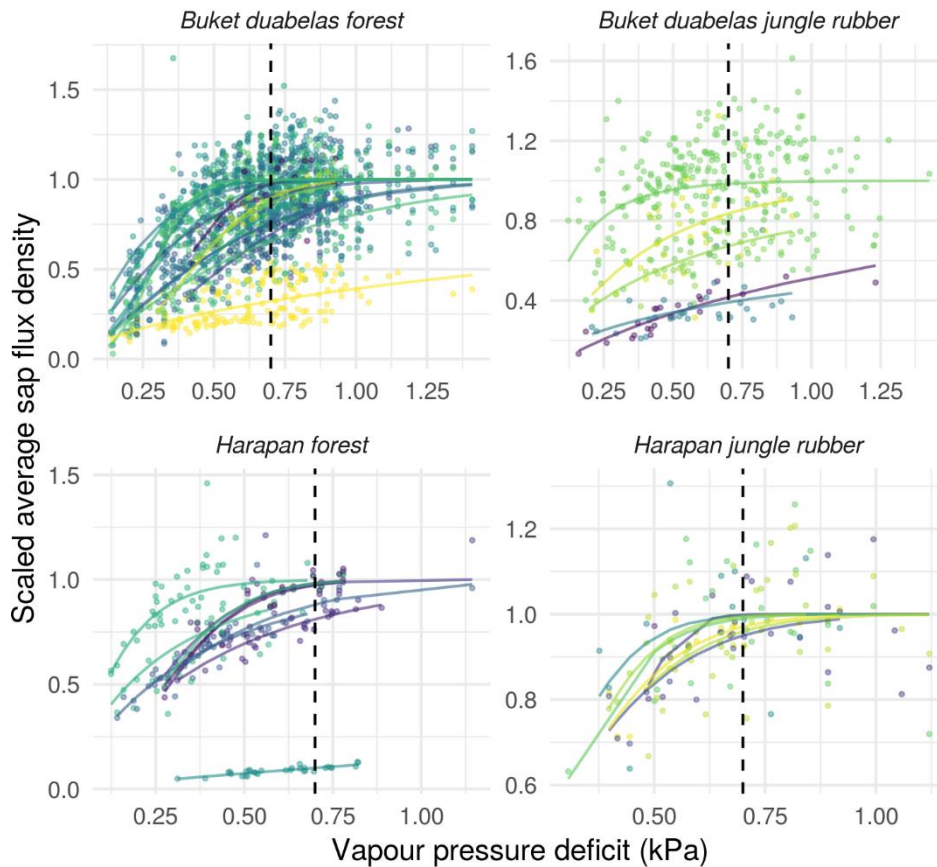 Buket duabelas forest
Buket duabelas jungle rubber
1.5
1.0
0.5
0.0
0.25 0.50 0.75 1.00 1.25
1.6
1.2
0.8
0.4
0.25 0.50 0.75 1.00 1.25
Scaled average sap flux density
Harapan forest
Harapan jungle rubber
1.5
1.0
0.5
0.0
0.25 0.50 0.75 1.00
1.2
1.0
0.8
0.6
0.50 0.75 1.00
Vapour pressure deficit (kPa)